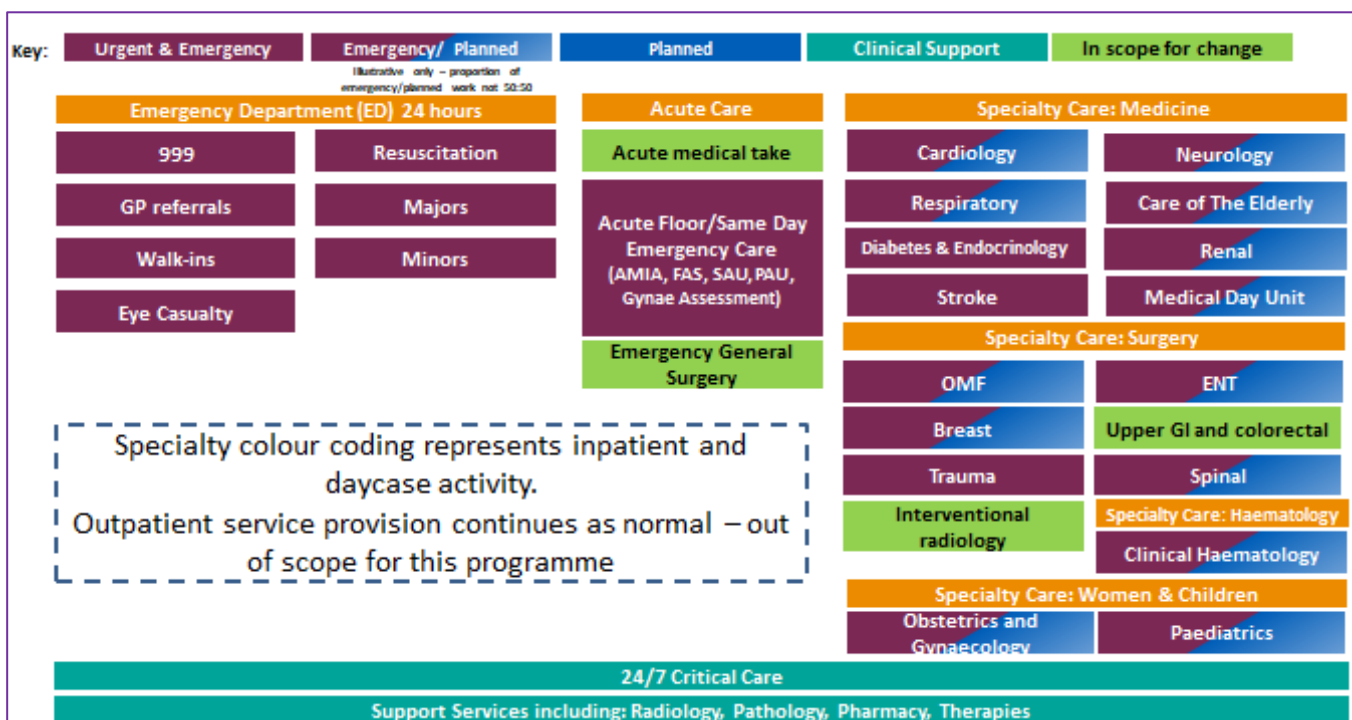 Key:
Urgent & Emergency
Emergency/ Planned
Illustrative only – proportion of
emergency/planned work not 50:50
Planned
Clinical Support
In scope for change
Emergency Department (ED) 24 hours
999
Resuscitation
GP referrals
Majors
Walk-ins
Minors
Eye Casualty
Acute Care
Acute medical take
Acute Floor/Same Day
Emergency Care
(AMIA, FAS, SAU, PAU,
Gynae Assessment)
Emergency General
Surgery
Specialty Care: Medicine
Cardiology
Neurology
Respiratory
Care of The Elderly
Diabetes & Endocrinology
Renal
Stroke
Medical Day Unit
Specialty Care: Surgery
OMF
ENT
Breast
Upper GI and colorectal
Trauma
Spinal
Interventional
radiology
Specialty Care: Haematology
Clinical Haematology
Specialty Care: Women & Children
Obstetrics and
Gynaecology
Paediatrics
Specialty colour coding represents inpatient and
daycase activity.
Outpatient service provision continues as normal – out
of scope for this programme
24/7 Critical Care
Support Services including: Radiology, Pathology, Pharmacy, Therapies